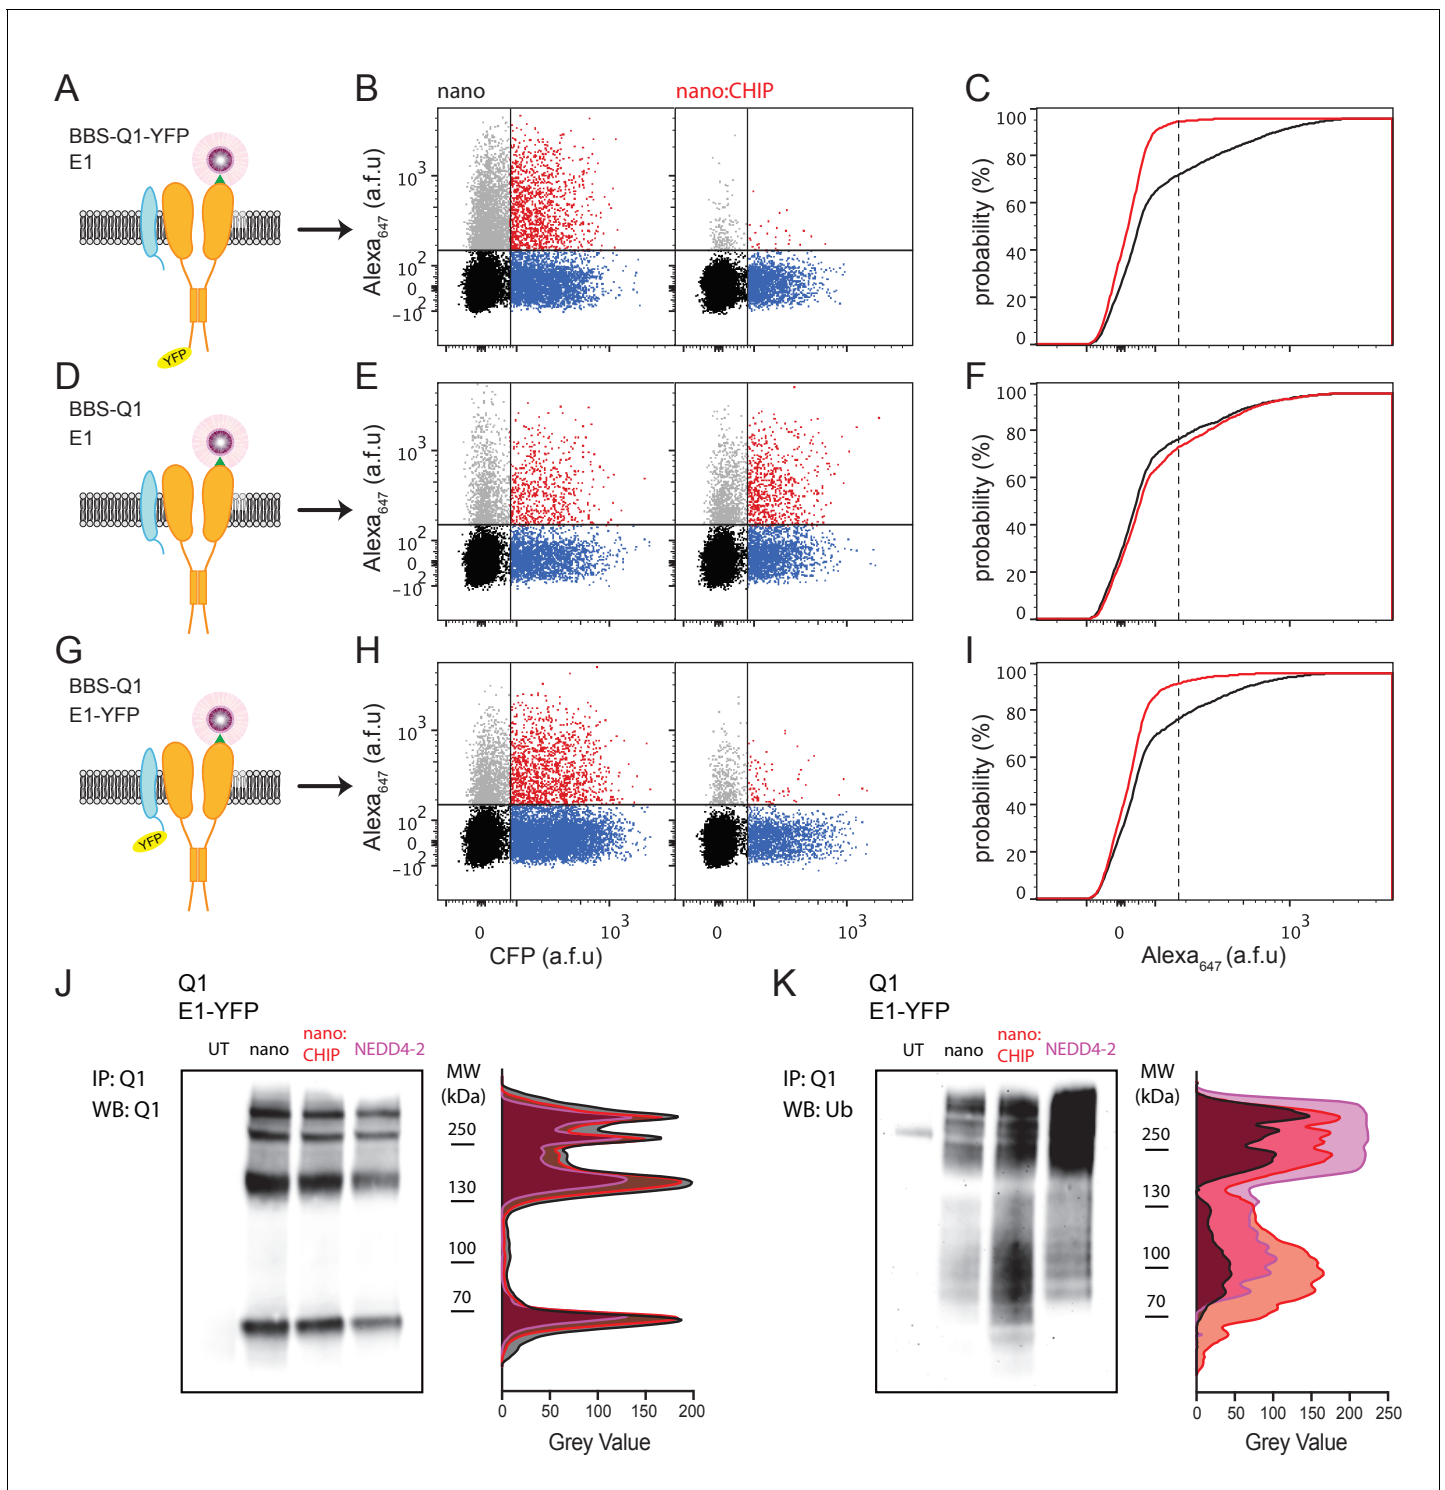 A
BBS-Q1-YFP
E1
YFP
B
nano
nano:CHIP
Alexa647 (a.f.u)
10^3
10^2
0
-10^2
C
probability (%)
100
80
60
40
20
0
D
BBS-Q1
E1
E
Alexa647 (a.f.u)
10^3
10^2
0
-10^2
F
probability (%)
100
80
60
40
20
0
G
BBS-Q1
E1-YFP
YFP
H
Alexa647 (a.f.u)
10^3
10^2
0
-10^2
0 10^3 0 10^3
CFP (a.f.u)
I
probability (%)
100
80
60
40
20
0
0 10^3
Alexa647 (a.f.u)
J
Q1
E1-YFP
UT nano nano: CHIP NEDD4-2
IP: Q1
WB: Q1
MW
(kDa)
250
130
100
70
0 50 100 150 200
Grey Value
K
Q1
E1-YFP
UT nano nano: CHIP NEDD4-2
IP: Q1
WB: Ub
MW
(kDa)
250
130
100
70
0 50 100 150 200 250
Grey Value